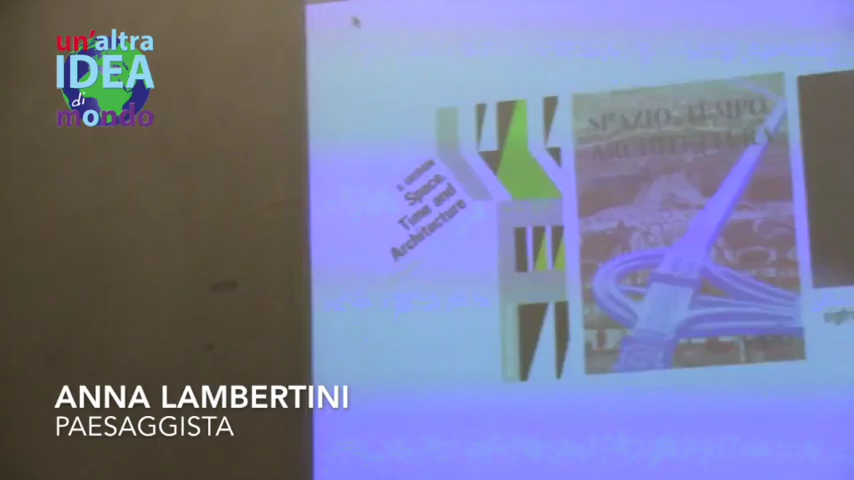 un'altra
IDEA
di
mondo
Space,
Time and
Architecture
SPAZIO, TEMPO
ARCHITETTURA
ANNA LAMBERTINI
PAESAGGISTA